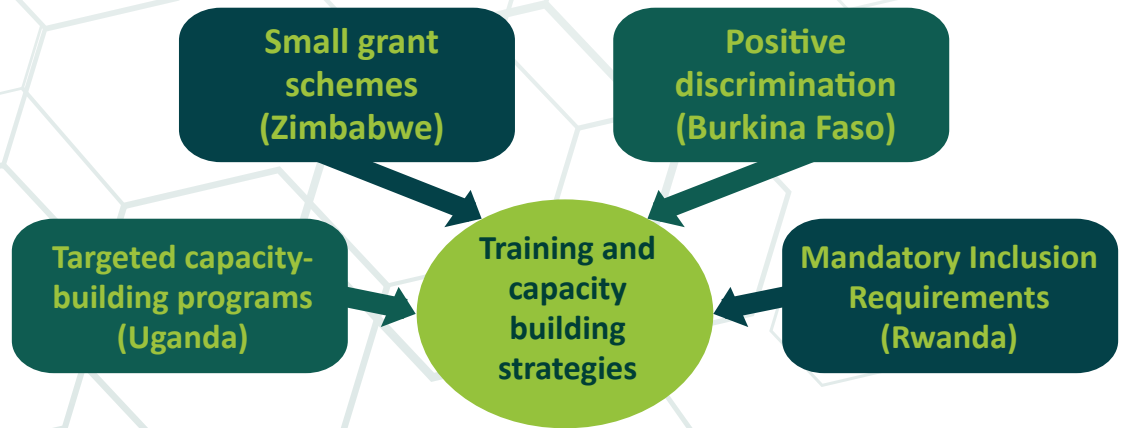 Small grant
schemes
(Zimbabwe)
Positive
discrimination
(Burkina Faso)
Targeted capacity-
building programs
(Uganda)
Training and
capacity
building
strategies
Mandatory Inclusion
Requirements
(Rwanda)